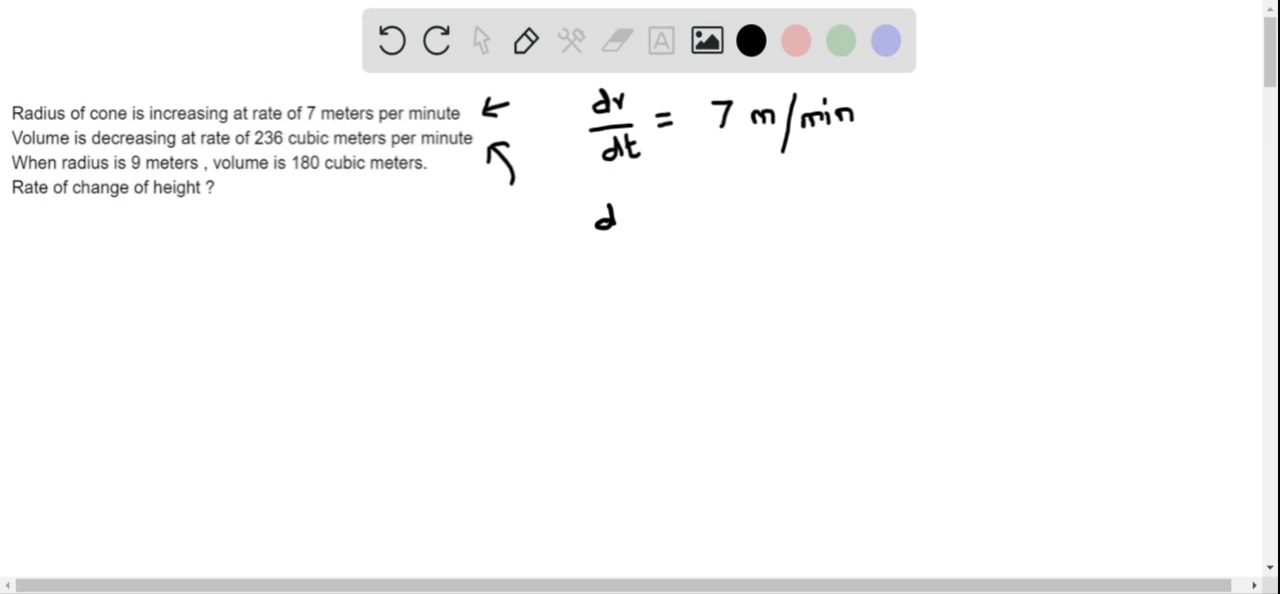 Radius of cone is increasing at rate of 7 meters per minute
Volume is decreasing at rate of 236 cubic meters per minute
When radius is 9 meters , volume is 180 cubic meters.
Rate of change of height ?
dr/dt = 7 m/min
d
A